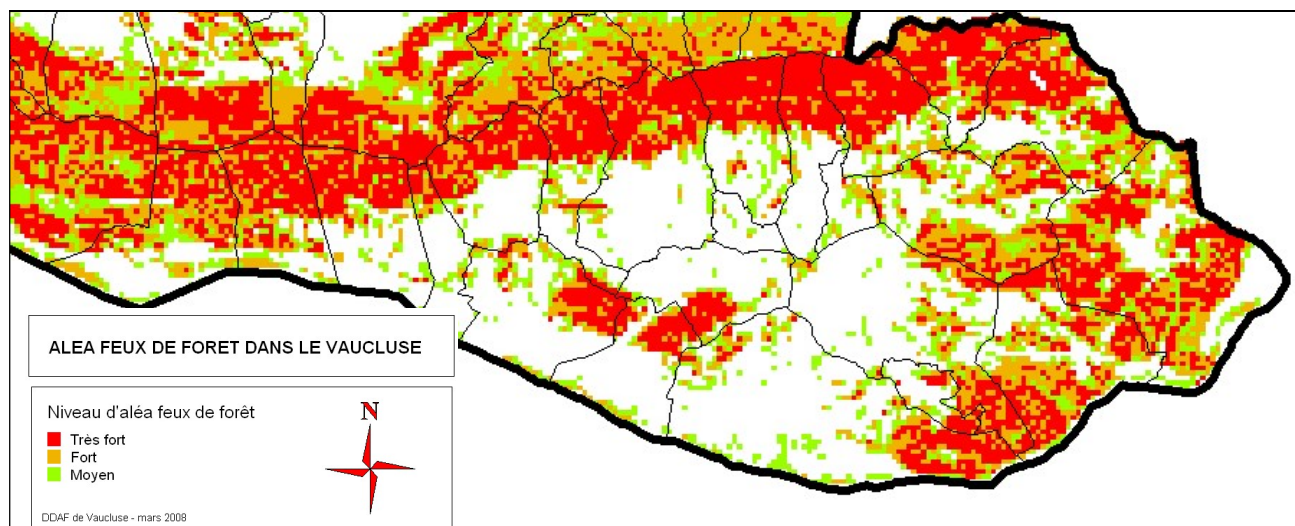 ALEA FEUX DE FORET DANS LE VAUCLUSE
Niveau d'aléa feux de forêt
N
Très fort
Fort
Moyen
DDAF de Vaucluse - mars 2008